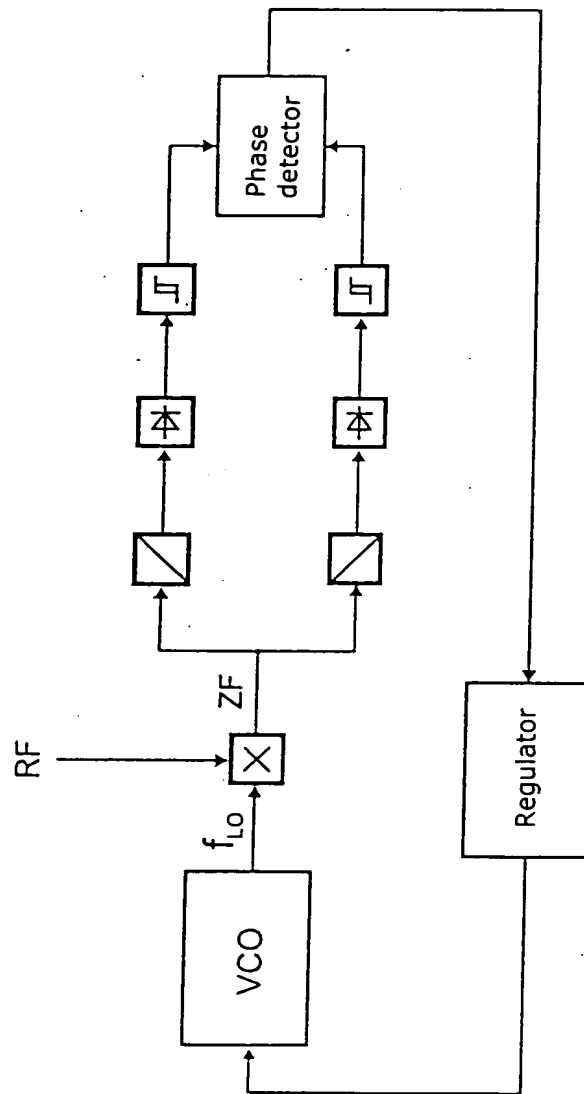 RF
VCO
f_LO
ZF
Phase
detector
Regulator